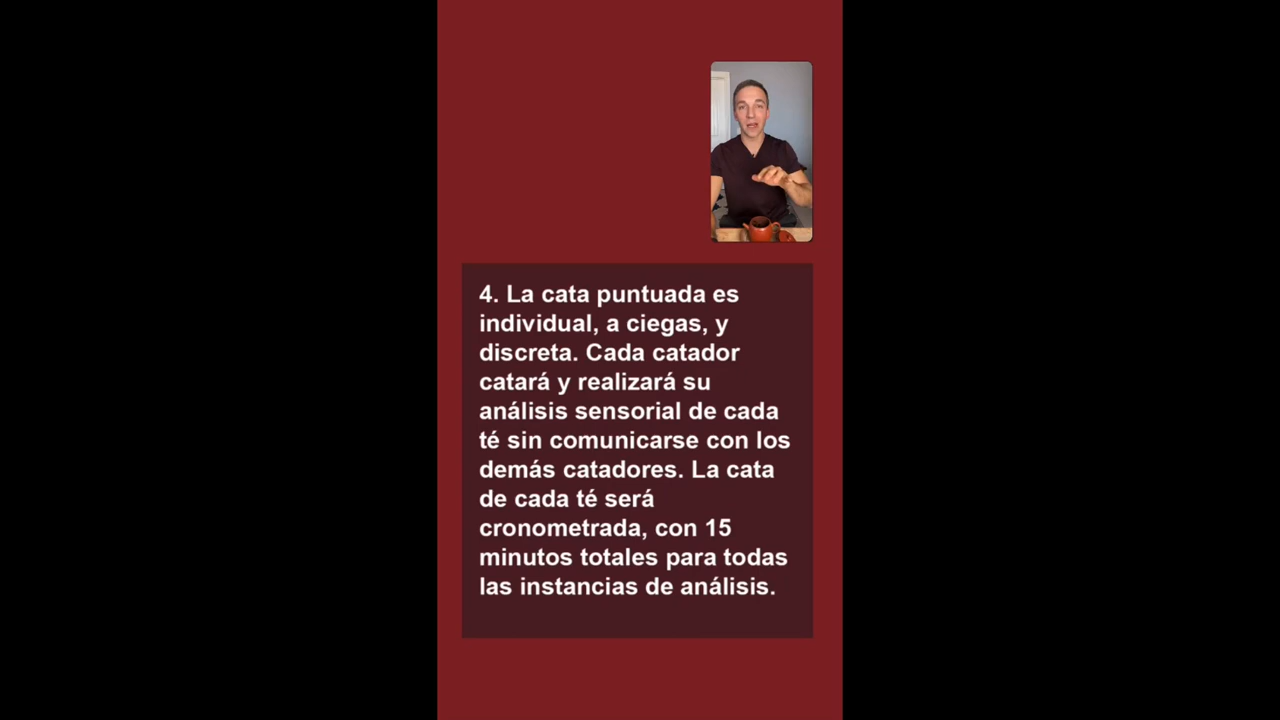 4. La cata puntuada es
individual, a ciegas, y
discreta. Cada catador
catará y realizará su
análisis sensorial de cada
té sin comunicarse con los
demás catadores. La cata
de cada té será
cronometrada, con 15
minutos totales para todas
las instancias de análisis.